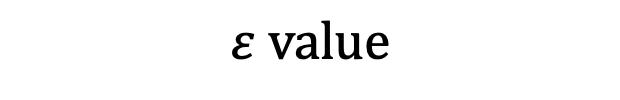 ε value